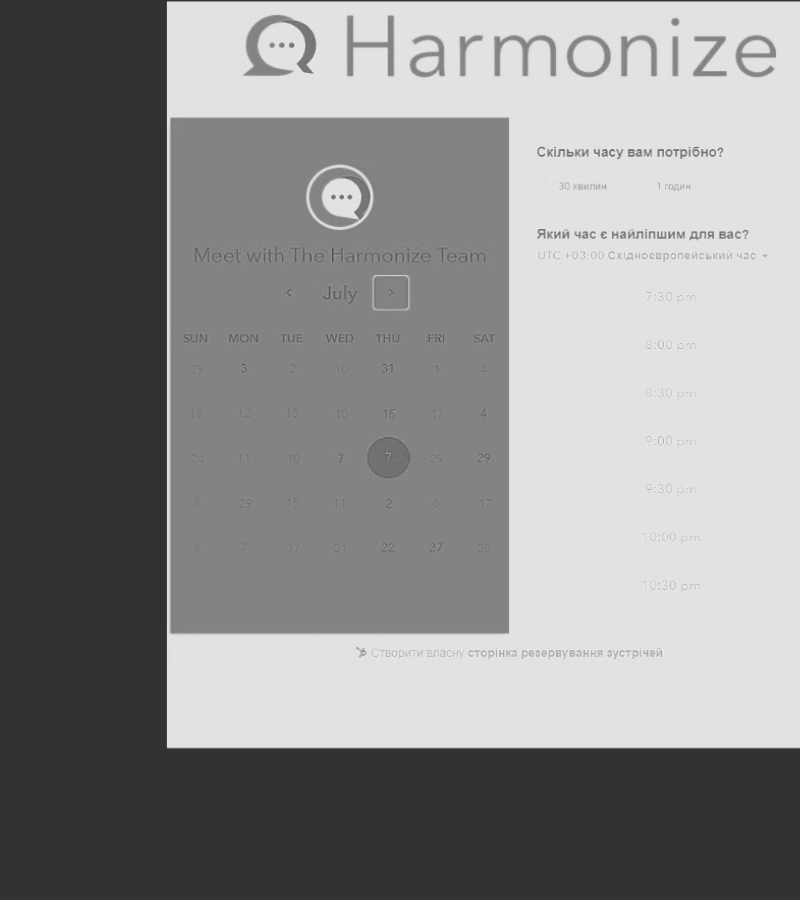 Harmonize
Meet with The Harmonize Team
July
SUN MON TUE WED THU FRI SAT
29 3 2 10 31 1 4
18 12 13 10 15 17 4
24 11 10 7 7 29 29
8 29 15 11 2 6 17
8 7 17 21 22 27 20
Скільки часу вам потрібно?
30 хвилин 1 годин
Який час є найліпшим для вас?
UTC +03:00 Східноєвропейський час
7:30 pm
8:00 pm
8:30 pm
9:00 pm
9:30 pm
10:00 pm
10:30 pm
Створити власну сторінка резервування зустрічей